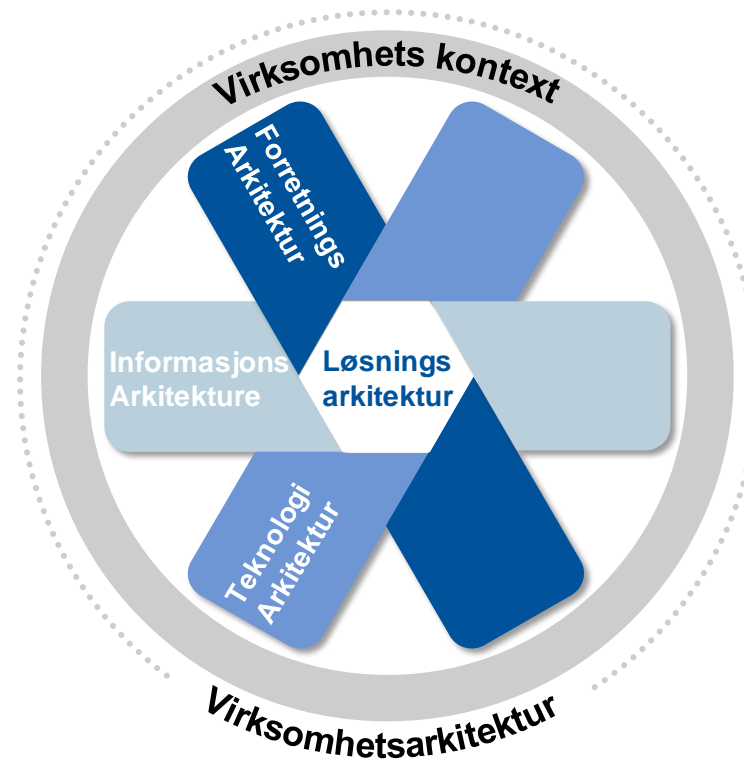 Virksomhets kontext
Forretnings
Arkitektur
Informasjons
Arkitekture
Løsnings
arkitektur
Teknologi
Arkitektur
Virksomhetsarkitektur